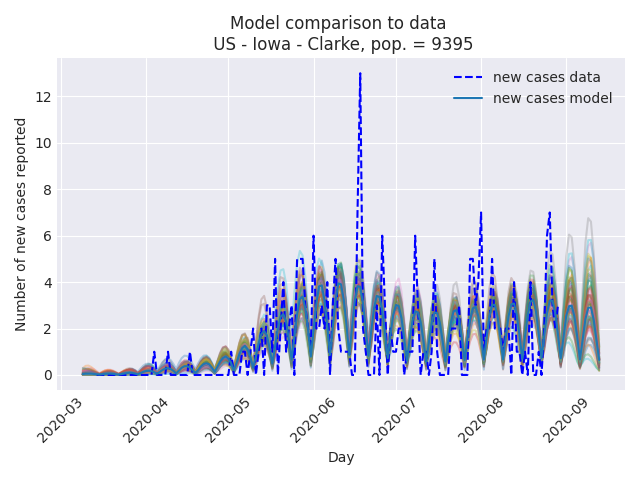 Model comparison to data
US - Iowa - Clarke, pop. = 9395
new cases data
new cases model
Number of new cases reported
12
10
8
6
4
2
0
2020-03
2020-04
2020-05
2020-06
2020-07
2020-08
2020-09
Day